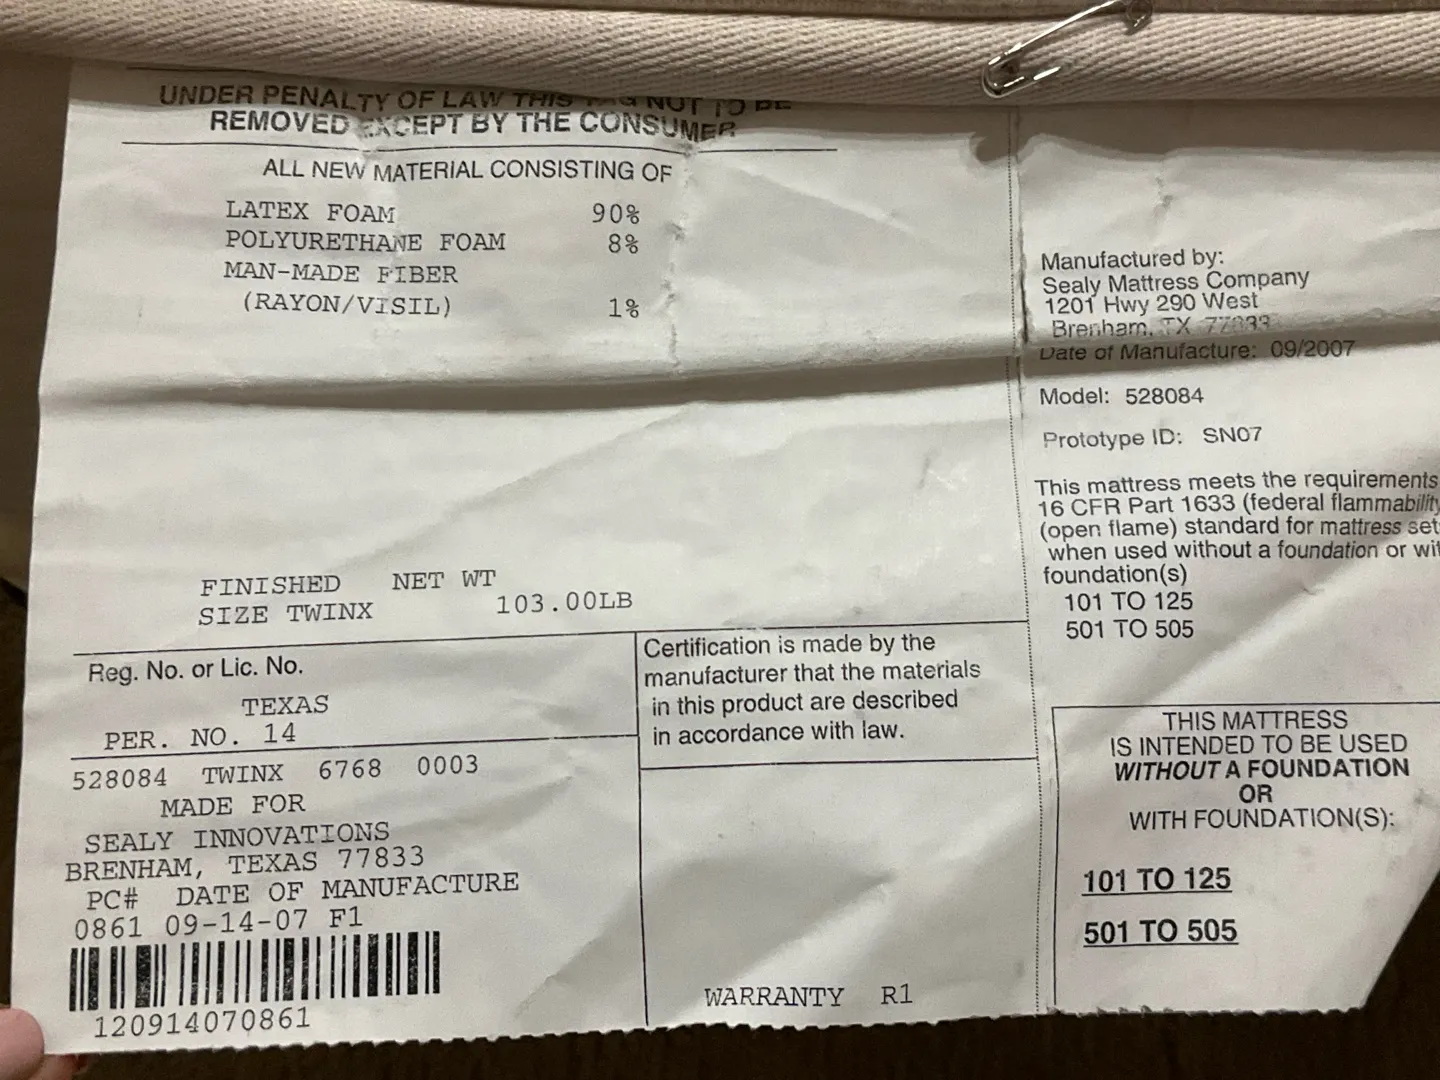 UNDER PENALTY OF LAW THIS TAG NOT TO BE
REMOVED EXCEPT BY THE CONSUMER
ALL NEW MATERIAL CONSISTING OF
LATEX FOAM 90%
POLYURETHANE FOAM 8%
MAN-MADE FIBER
(RAYON/VISIL) 1%
FINISHED NET WT
SIZE TWINX 103.00LB
Reg. No. or Lic. No.
TEXAS
PER. NO. 14
528084 TWINX 6768 0003
MADE FOR
SEALY INNOVATIONS
BRENHAM, TEXAS 77833
PC# DATE OF MANUFACTURE
0861 09-14-07 F1
120914070861
Certification is made by the
manufacturer that the materials
in this product are described
in accordance with law.
WARRANTY R1
Manufactured by:
Sealy Mattress Company
1201 Hwy 290 West
Brenham, TX 77833
Date of Manufacture: 09/2007
Model: 528084
Prototype ID: SN07
This mattress meets the requirements
16 CFR Part 1633 (federal flammability
(open flame) standard for mattress set
when used without a foundation or wit
foundation(s)
101 TO 125
501 TO 505
THIS MATTRESS
IS INTENDED TO BE USED
WITHOUT A FOUNDATION
OR
WITH FOUNDATION(S):
101 TO 125
501 TO 505